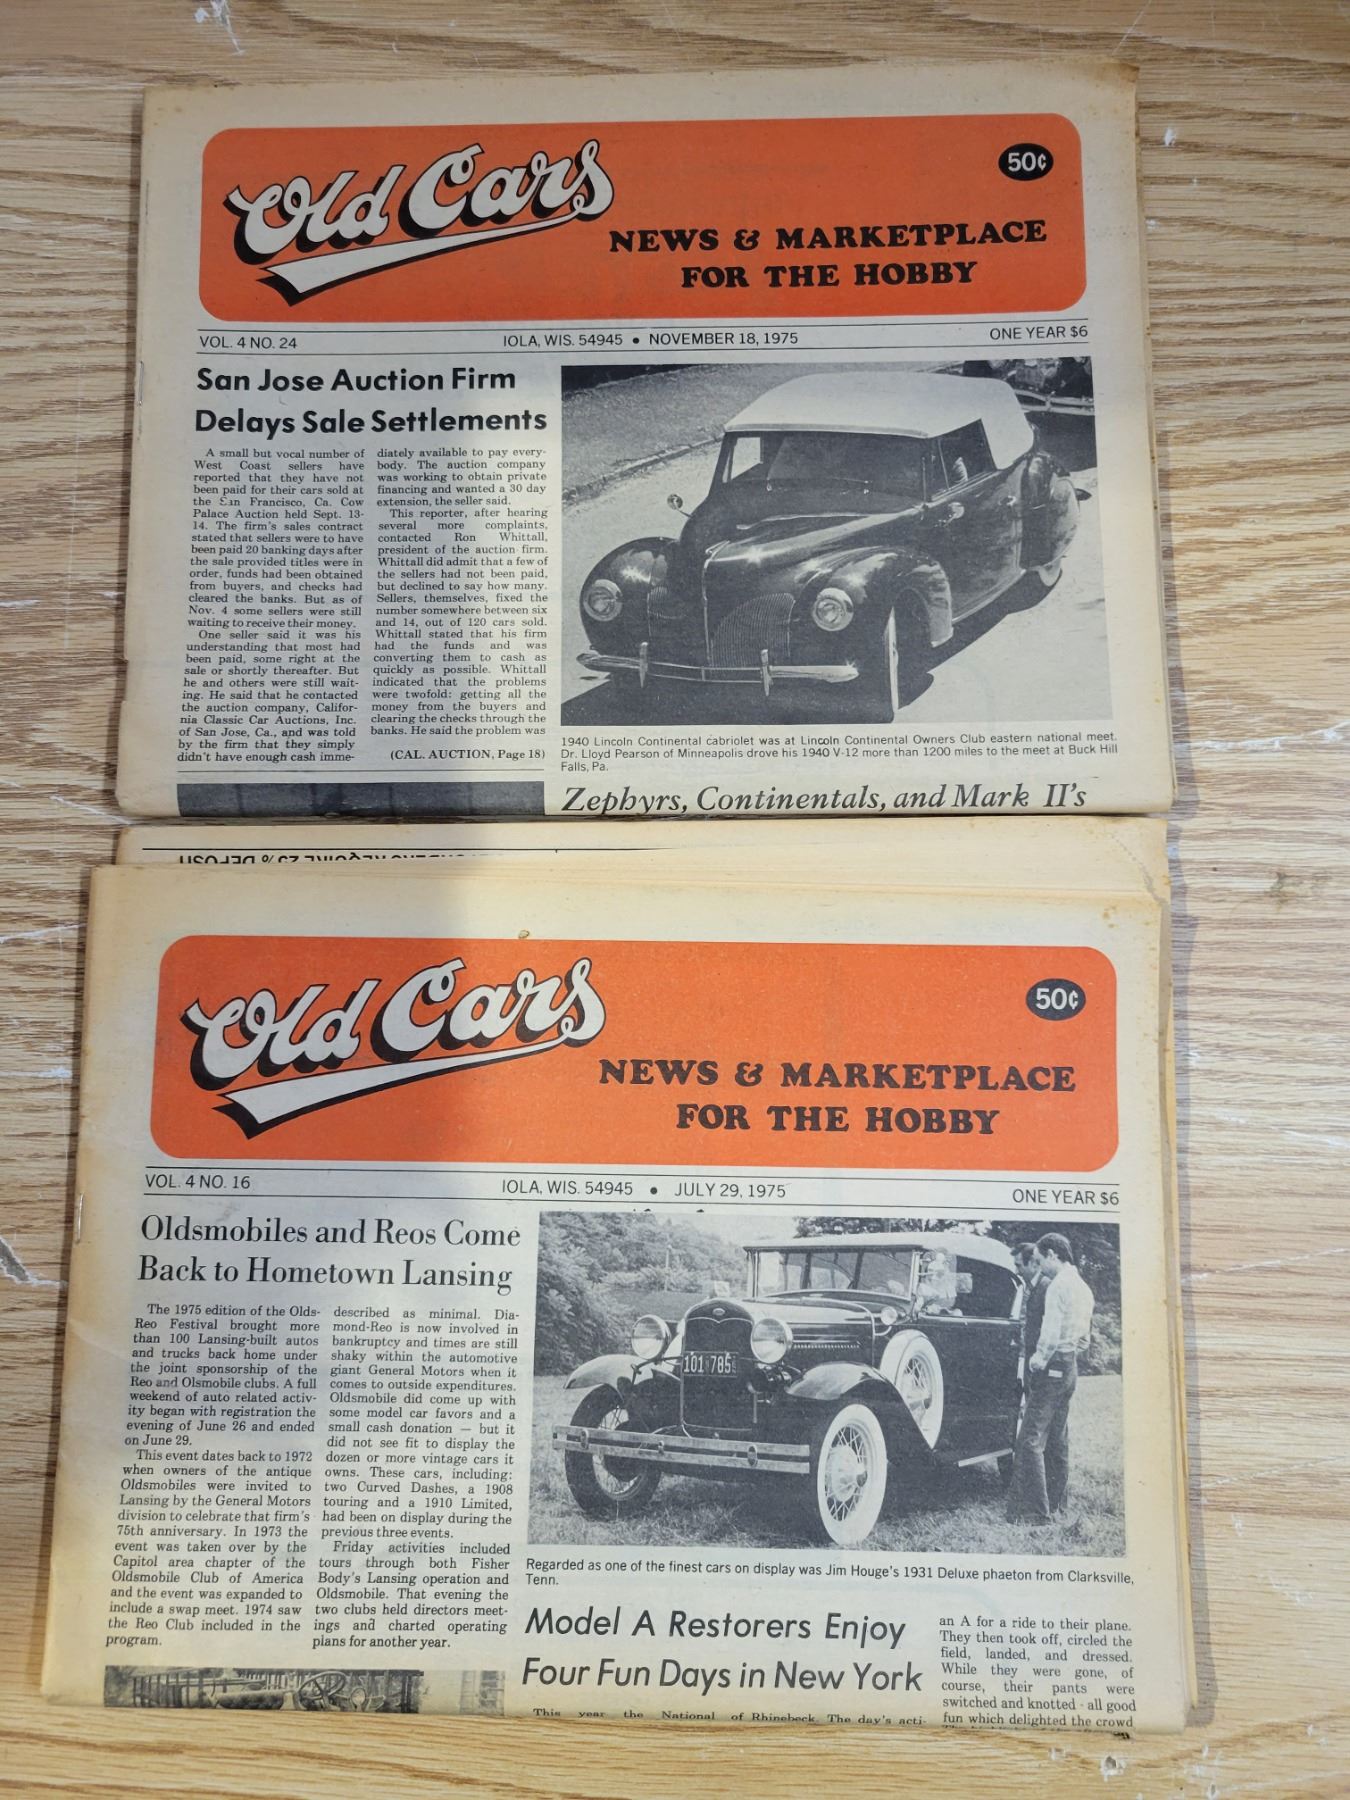 Old Cars
50¢
NEWS & MARKETPLACE
FOR THE HOBBY
VOL. 4 NO. 24
IOLA, WIS. 54945 • NOVEMBER 18, 1975
ONE YEAR $6
San Jose Auction Firm
Delays Sale Settlements
A small but vocal number of
West Coast sellers have
reported that they have not
been paid for their cars sold at
the San Francisco, Ca. Cow
Palace Auction held Sept. 13-
14. The firm's sales contract
stated that sellers were to have
been paid 20 banking days after
the sale provided titles were in
order, funds had been obtained
from buyers, and checks had
cleared the banks. But as of
Nov. 4 some sellers were still
waiting to receive their money.
One seller said it was his
understanding that most had
been paid, some right at the
sale or shortly thereafter. But
he and others were still wait-
ing. He said that he contacted
the auction company, Califor-
nia Classic Car Auctions, Inc.
of San Jose, Ca., and was told
by the firm that they simply
didn't have enough cash imme-
diately available to pay every-
body. The auction company
was working to obtain private
financing and wanted a 30 day
extension, the seller said.
This reporter, after hearing
several more complaints,
contacted Ron Whittall,
president of the auction firm.
Whittall did admit that a few of
the sellers had not been paid,
but declined to say how many.
Sellers, themselves, fixed the
number somewhere between six
and 14, out of 120 cars sold.
Whittall stated that his firm
had the funds and was
converting them to cash as
quickly as possible. Whittall
indicated that the problems
were twofold: getting all the
money from the buyers and
clearing the checks through the
banks. He said the problem was
(CAL. AUCTION, Page 18)
1940 Lincoln Continental cabriolet was at Lincoln Continental Owners Club eastern national meet.
Dr. Lloyd Pearson of Minneapolis drove his 1940 V-12 more than 1200 miles to the meet at Buck Hill
Falls, Pa.
Zephyrs, Continentals, and Mark II's
REQUIRE 25% DEPOSIT
Old Cars
50¢
NEWS & MARKETPLACE
FOR THE HOBBY
VOL. 4 NO. 16
IOLA, WIS. 54945 • JULY 29, 1975
ONE YEAR $6
Oldsmobiles and Reos Come
Back to Hometown Lansing
The 1975 edition of the Olds-
Reo Festival brought more
than 100 Lansing-built autos
and trucks back home under
the joint sponsorship of the
Reo and Olsmobile clubs. A full
weekend of auto related activ-
ity began with registration the
evening of June 26 and ended
on June 29.
This event dates back to 1972
when owners of the antique
Oldsmobiles were invited to
Lansing by the General Motors
division to celebrate that firm's
75th anniversary. In 1973 the
event was taken over by the
Capitol area chapter of the
Oldsmobile Club of America
and the event was expanded to
include a swap meet. 1974 saw
the Reo Club included in the
program.
described as minimal. Dia-
mond-Reo is now involved in
bankruptcy and times are still
shaky within the automotive
giant General Motors when it
comes to outside expenditures.
Oldsmobile did come up with
some model car favors and a
small cash donation — but it
did not see fit to display the
dozen or more vintage cars it
owns. These cars, including:
two Curved Dashes, a 1908
touring and a 1910 Limited,
had been on display during the
previous three events.
Friday activities included
tours through both Fisher
Body's Lansing operation and
Oldsmobile. That evening the
two clubs held directors meet-
ings and charted operating
plans for another year.
101 785
Regarded as one of the finest cars on display was Jim Houge's 1931 Deluxe phaeton from Clarksville,
Tenn.
Model A Restorers Enjoy
Four Fun Days in New York
This year the National of Rhinebeck. The day's acti-
an A for a ride to their plane.
They then took off, circled the
field, landed, and dressed.
While they were gone, of
course, their pants were
switched and knotted - all good
fun which delighted the crowd